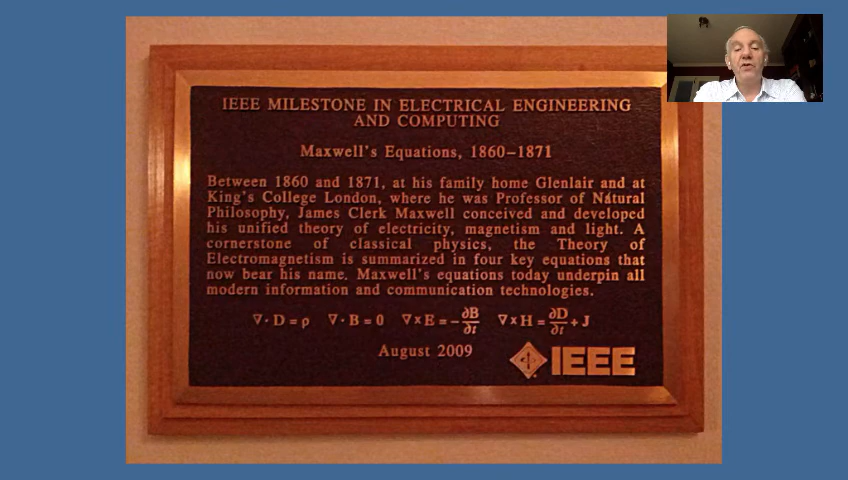 IEEE MILESTONE IN ELECTRICAL ENGINEERING
AND COMPUTING
Maxwell's Equations, 1860–1871
Between 1860 and 1871, at his family home Glenlair and at
King's College London, where he was Professor of Natural
Philosophy, James Clerk Maxwell conceived and developed
his unified theory of electricity, magnetism and light. A
cornerstone of classical physics, the Theory of
Electromagnetism is summarized in four key equations that
now bear his name. Maxwell's equations today underpin all
modern information and communication technologies.
∇·D=ρ ∇·B=0 ∇×E=−∂B/∂t ∇×H=∂D/∂t+J
August 2009 IEEE